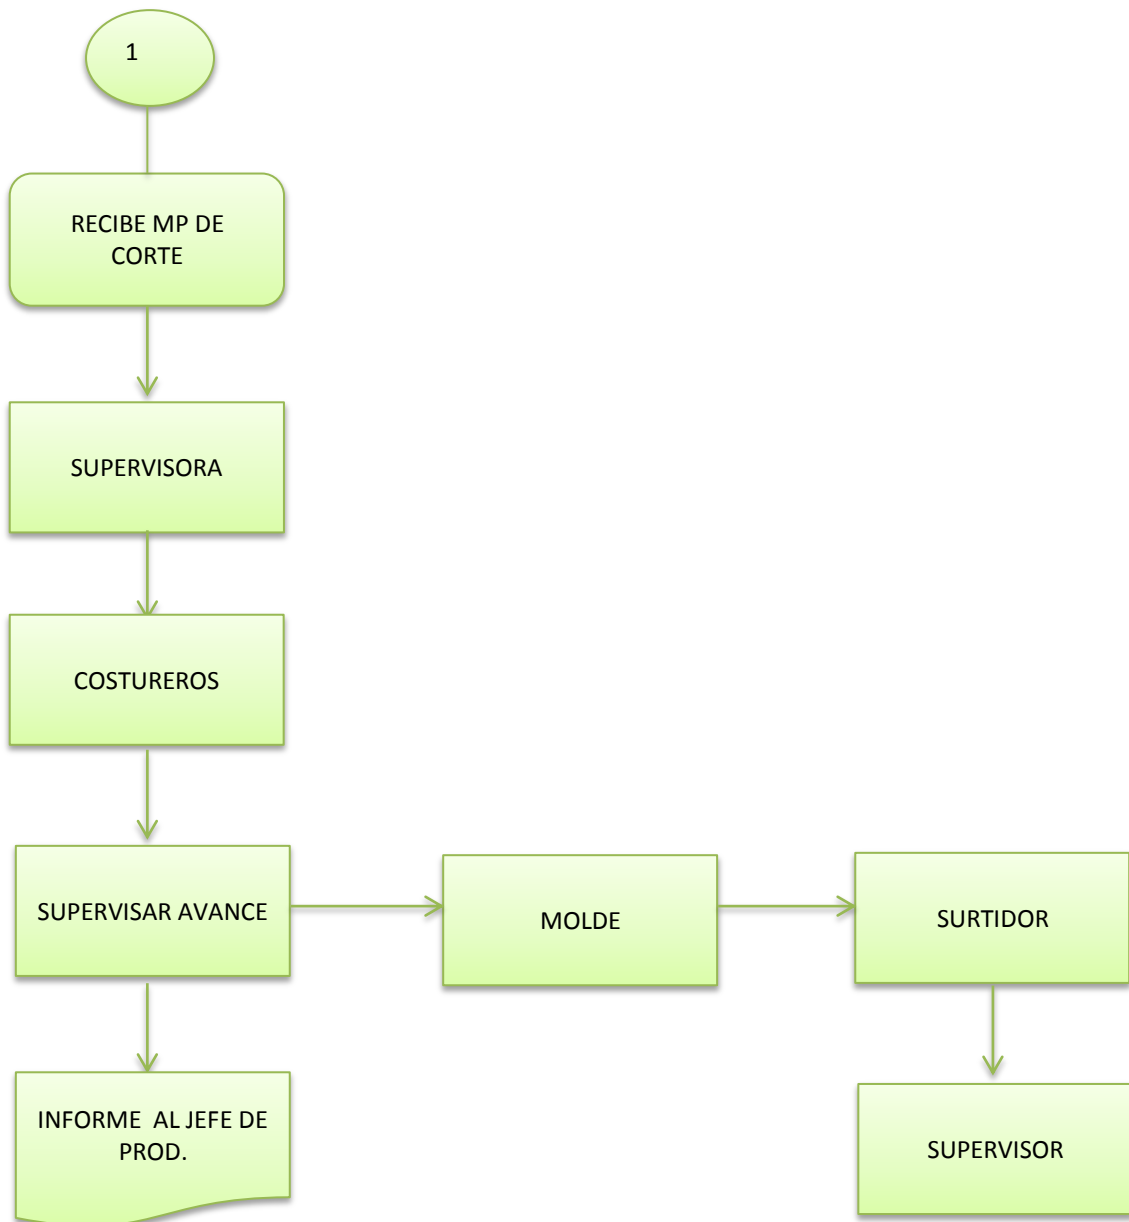 1
RECIBE MP DE
CORTE
SUPERVISORA
COSTUREROS
SUPERVISAR AVANCE
MOLDE
SURTIDOR
INFORME  AL JEFE DE
PROD.
SUPERVISOR